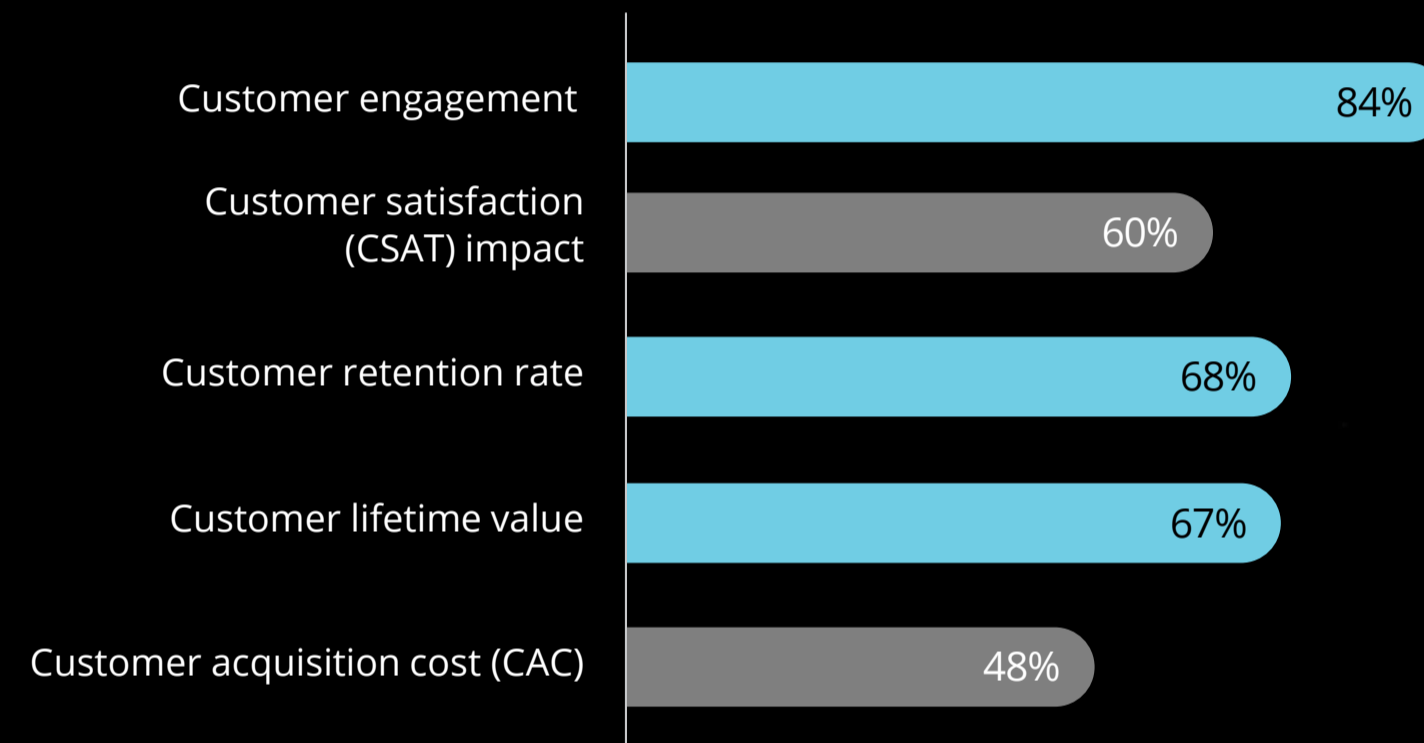 Customer engagement
84%
Customer satisfaction
(CSAT) impact
60%
Customer retention rate
68%
Customer lifetime value
67%
Customer acquisition cost (CAC)
48%